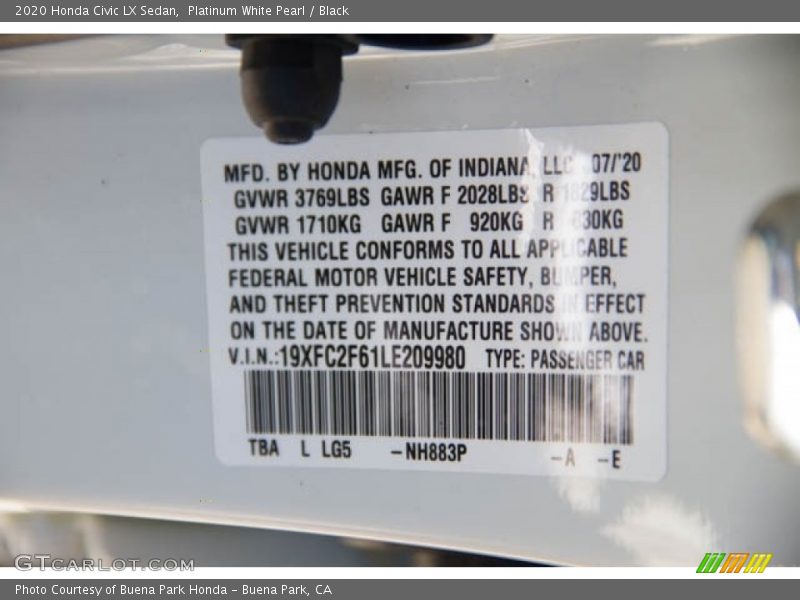 2020 Honda Civic LX Sedan,  Platinum White Pearl / Black
MFD. BY HONDA MFG. OF INDIANA, LLC 07/'20
GVWR 3769LBS GAWR F 2028LBS R 1829LBS
GVWR 1710KG GAWR F 920KG R 830KG
THIS VEHICLE CONFORMS TO ALL APPLICABLE
FEDERAL MOTOR VEHICLE SAFETY, BUMPER,
AND THEFT PREVENTION STANDARDS IN EFFECT
ON THE DATE OF MANUFACTURE SHOWN ABOVE.
V.I.N.:19XFC2F61LE209980 TYPE: PASSENGER CAR
TBA L LG5 -NH883P -A -E
GTCARLOT.COM
Photo Courtesy of Buena Park Honda - Buena Park, CA